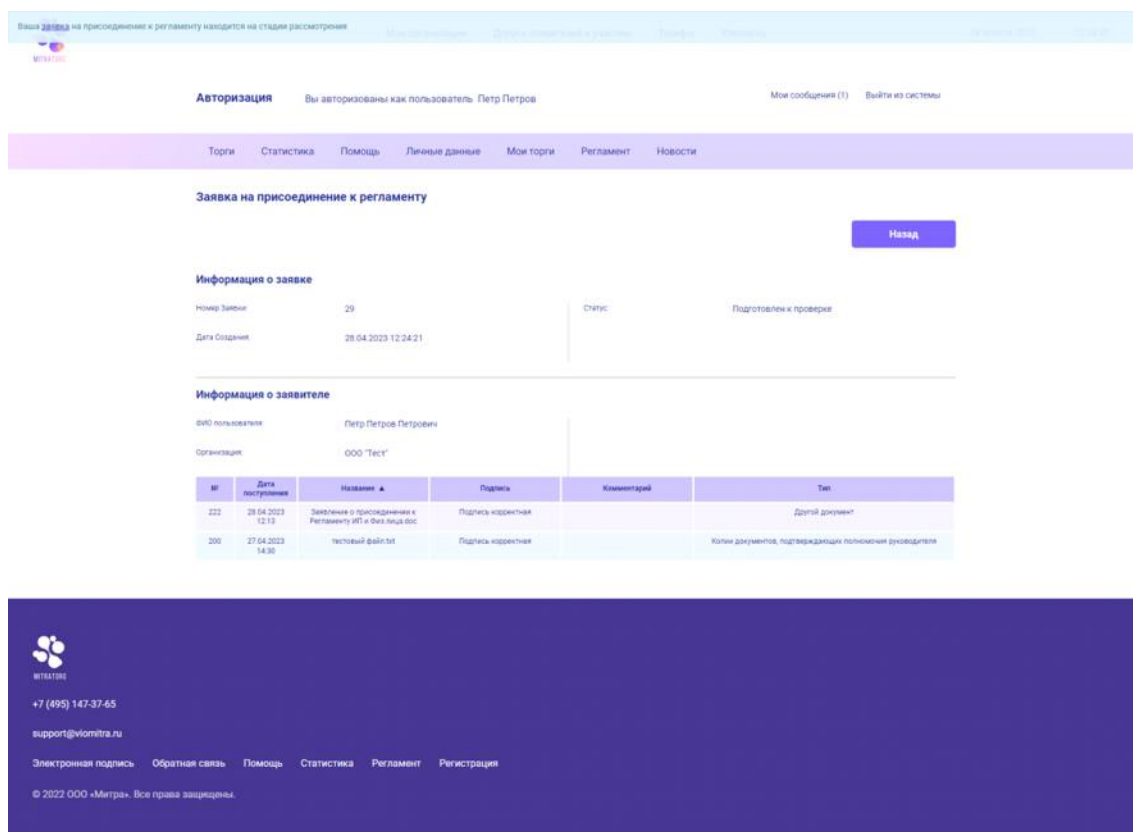 Ваша заявка на присоединение к регламенту находится на стадии рассмотрения
MITRATORG
Авторизация Вы авторизованы как пользователь Петр Петров Мои сообщения (1) Выйти из системы
Торги Статистика Помощь Личные данные Мои торги Регламент Новости
Заявка на присоединение к регламенту
Назад
Информация о заявке
Номер Заявки: 29 Статус: Подготовлен к проверке
Дата Создания: 28.04.2023 12:24:21
Информация о заявителе
ФИО пользователя: Петр Петров Петрович
Организация: ООО "Тест"
№ Дата поступления Название ▲ Подпись Комментарий Тип
222 28.04.2023 12:13 Заявление о присоединении к Регламенту ИП и Физ.лица.doc Подпись корректная Другой документ
200 27.04.2023 14:30 тестовый файл.txt Подпись корректная Копии документов, подтверждающих полномочия руководителя
MITRATORG
+7 (495) 147-37-65
support@viomitra.ru
Электронная подпись Обратная связь Помощь Статистика Регламент Регистрация
© 2022 ООО «Митра». Все права защищены.